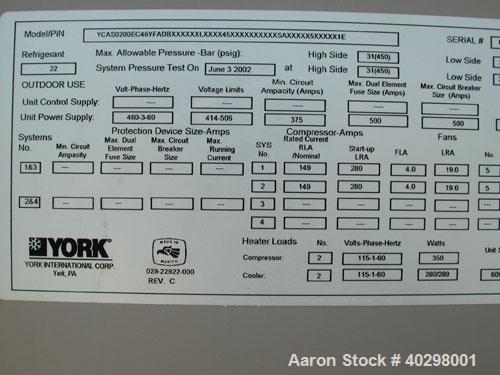 Model/PIN YCAS0200EC46YFADBXXXXXXLXXXX45XXXXXXXXXXSAXXXXX5XXXXX1E SERIAL #
Refrigerant Max. Allowable Pressure -Bar (psig): High Side 31(450) Low Side
22 System Pressure Test On June 3 2002 at High Side 31(450) Low Side
OUTDOOR USE Volt-Phase-Hertz Voltage Limits Min. Circuit Ampacity (Amps) Max. Dual Element Fuse Size (Amps) Max. Circuit Breaker Size (Amps)
Unit Control Supply: ---- ---- ---- ---- ----
Unit Power Supply: 460-3-60 414-506 375 500 500
Protection Device Size-Amps Compressor-Amps Fans
Systems No. Min. Circuit Ampacity Max. Dual Element Fuse Size Max. Circuit Breaker Size Max. Running Current SYS No. Rated Current RLA /Nominal Start-up LRA FLA LRA No.
1&3 ---- ---- ---- ---- 1 149 280 4.0 19.0 5
2 149 280 4.0 19.0 5
2&4 ---- ---- ---- ---- 3 ---- ---- ---- ----
4 ---- ---- ---- ----
YORK
YORK INTERNATIONAL CORP.
York, PA
MADE IN
MEXICO
029-22922-000
REV. C
Heater Loads No. Volts-Phase-Hertz Watts Unit
Compressor: 2 115-1-60 350
Cooler: 2 115-1-60 280/280
Aaron Stock # 40298001